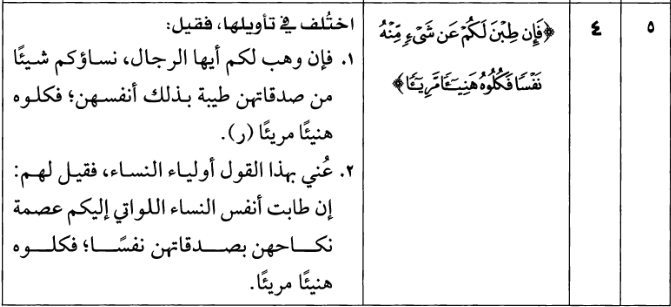 ٥
٤
﴿فَإِن طِبْنَ لَكُمْ عَن شَىْءٍ مِّنْهُ
نَفْسًا فَكُلُوهُ هَنِيٓـًٔا مَّرِيٓـًٔا﴾
اختُلف في تأويلها، فقيل:
١. فإن وهب لكم أيها الرجال، نساؤكم شيئًا
من صدقاتهن طيبة بذلك أنفسهن؛ فكلوه
هنيئًا مريئًا (ر).
٢. عُني بهذا القول أولياء النساء، فقيل لهم:
إن طابت أنفس النساء اللواتي إليكم عصمة
نكاحهن بصدقاتهن نفسًا؛ فكلوه
هنيئًا مريئًا.